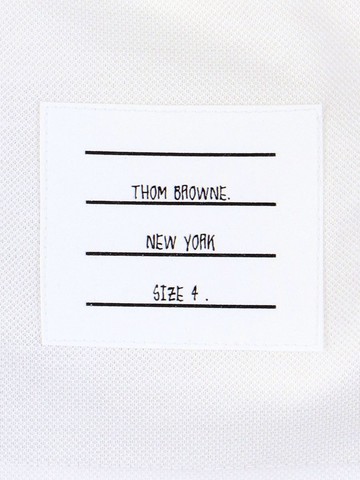 THOM BROWNE.
NEW YORK
SIZE 4 .